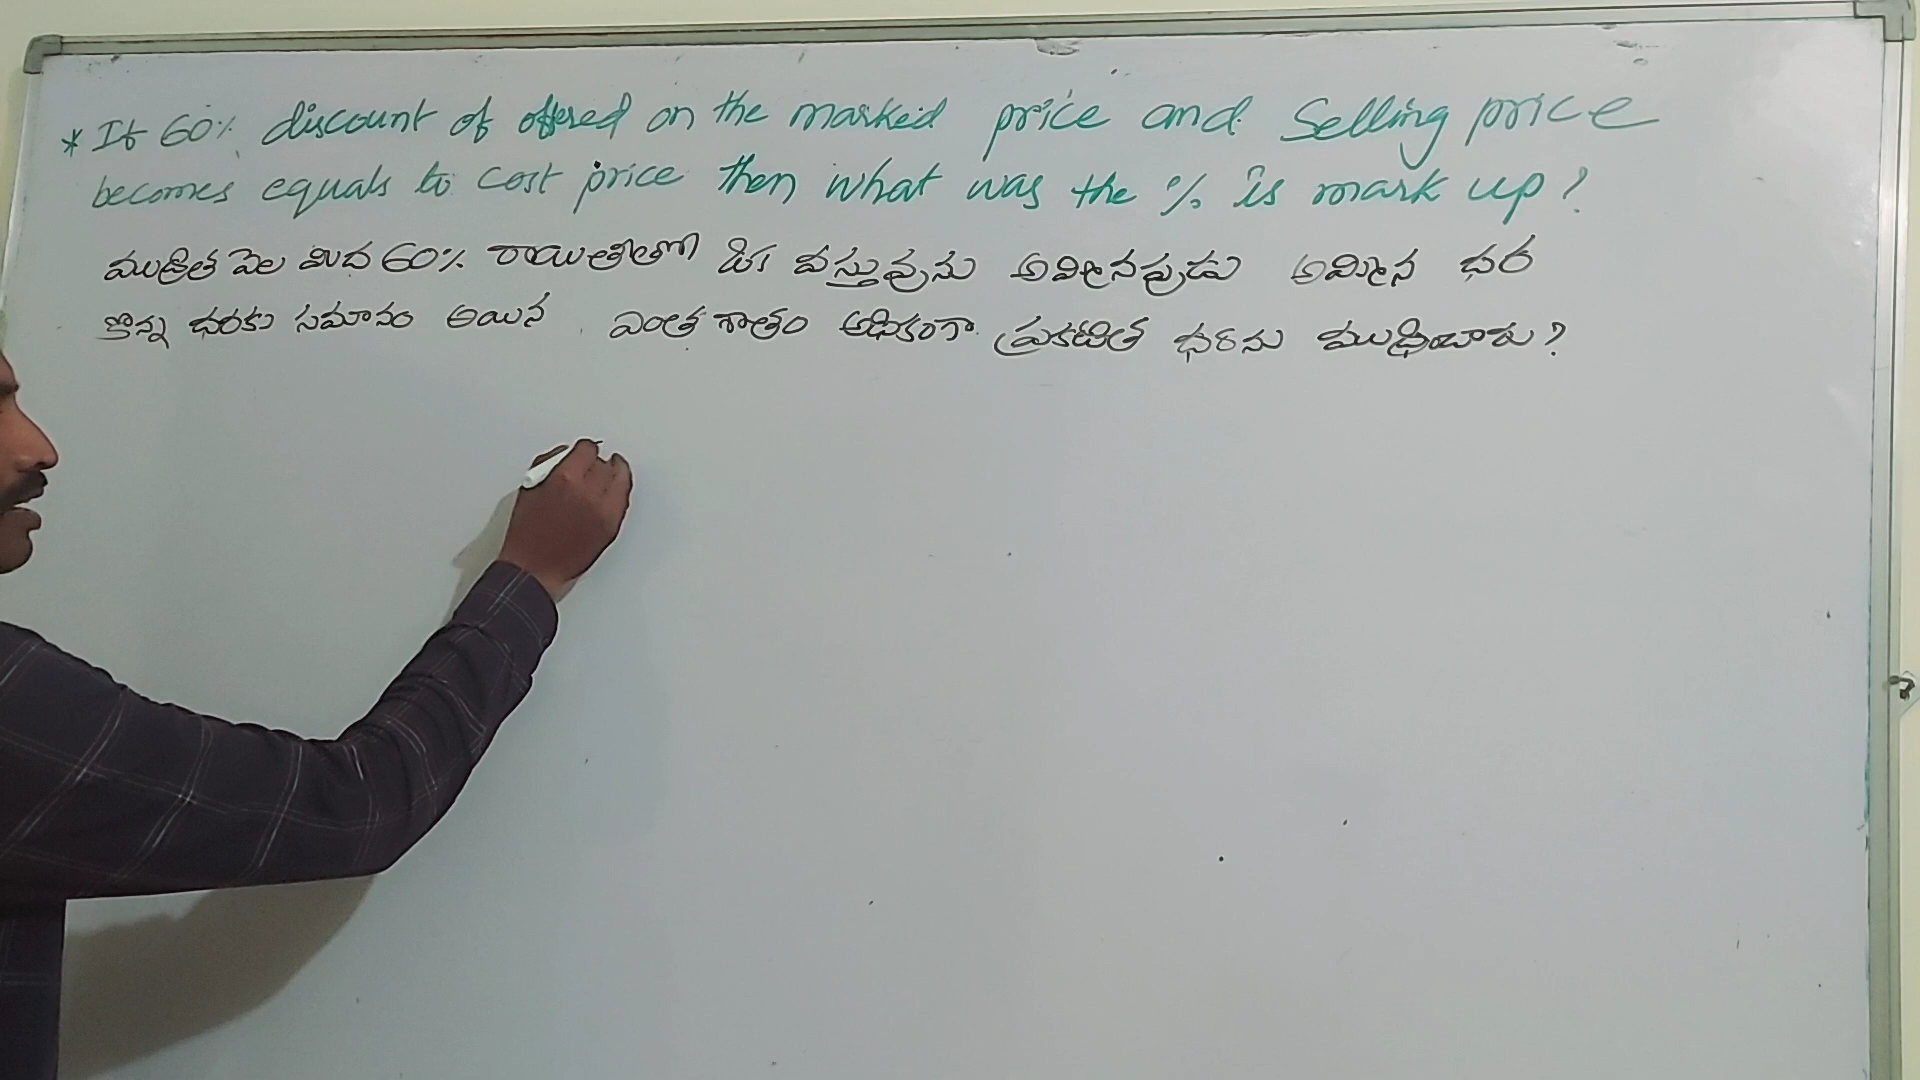 * If 60% discount of offered on the marked price and Selling price
becomes equals to cost price then what was the % is mark up?
ముద్రిత వెల మీద 60% రాయితీతో ఒక వస్తువును అమ్మినపుడు అమ్మిన ధర
కొన్న ధరకు సమానం అయిన ఎంత శాతం అధికంగా ప్రకటిత ధరను ముద్రించారు?